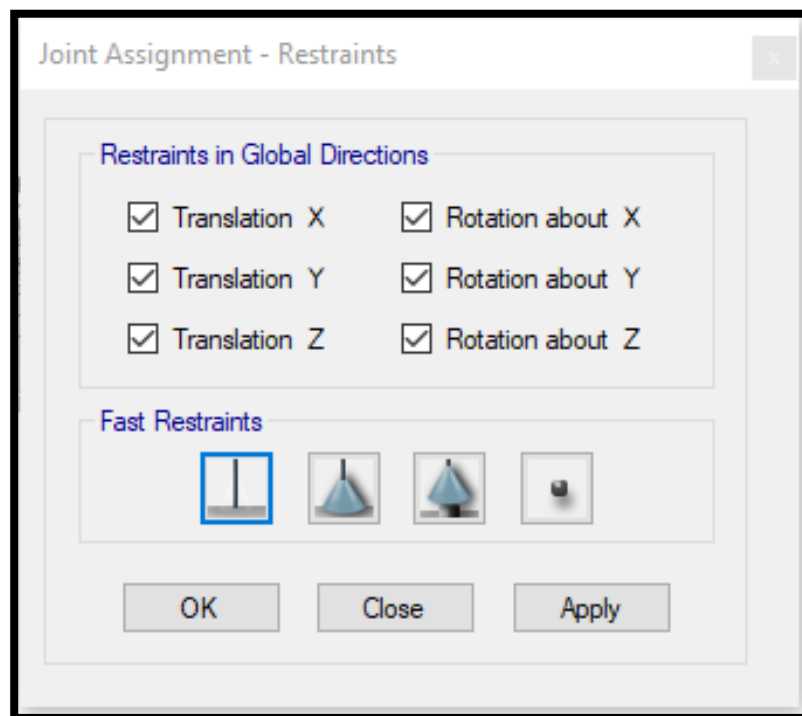 Joint Assignment - Restraints
x
Restraints in Global Directions
Translation X
Rotation about X
Translation Y
Rotation about Y
Translation Z
Rotation about Z
Fast Restraints
OK
Close
Apply